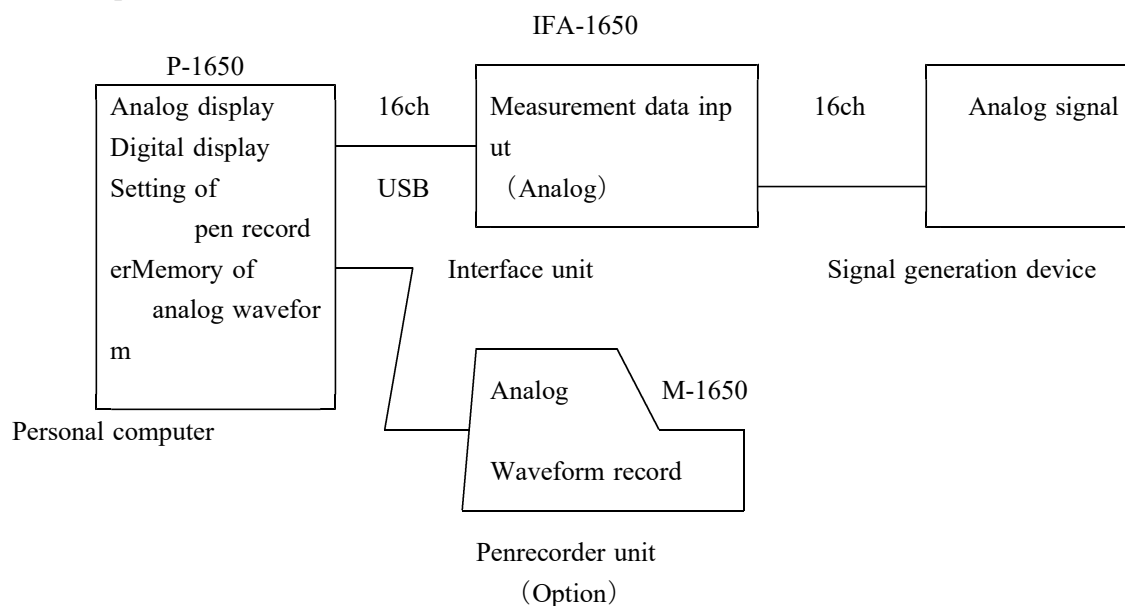 IFA-1650
P-1650
Analog display
Digital display
Setting of
pen record
erMemory of
analog wavefor
m
Personal computer
16ch
USB
Measurement data inp
ut
（Analog）
Interface unit
16ch
Analog signal
Signal generation device
Analog
M-1650
Waveform record
Penrecorder unit
（Option）